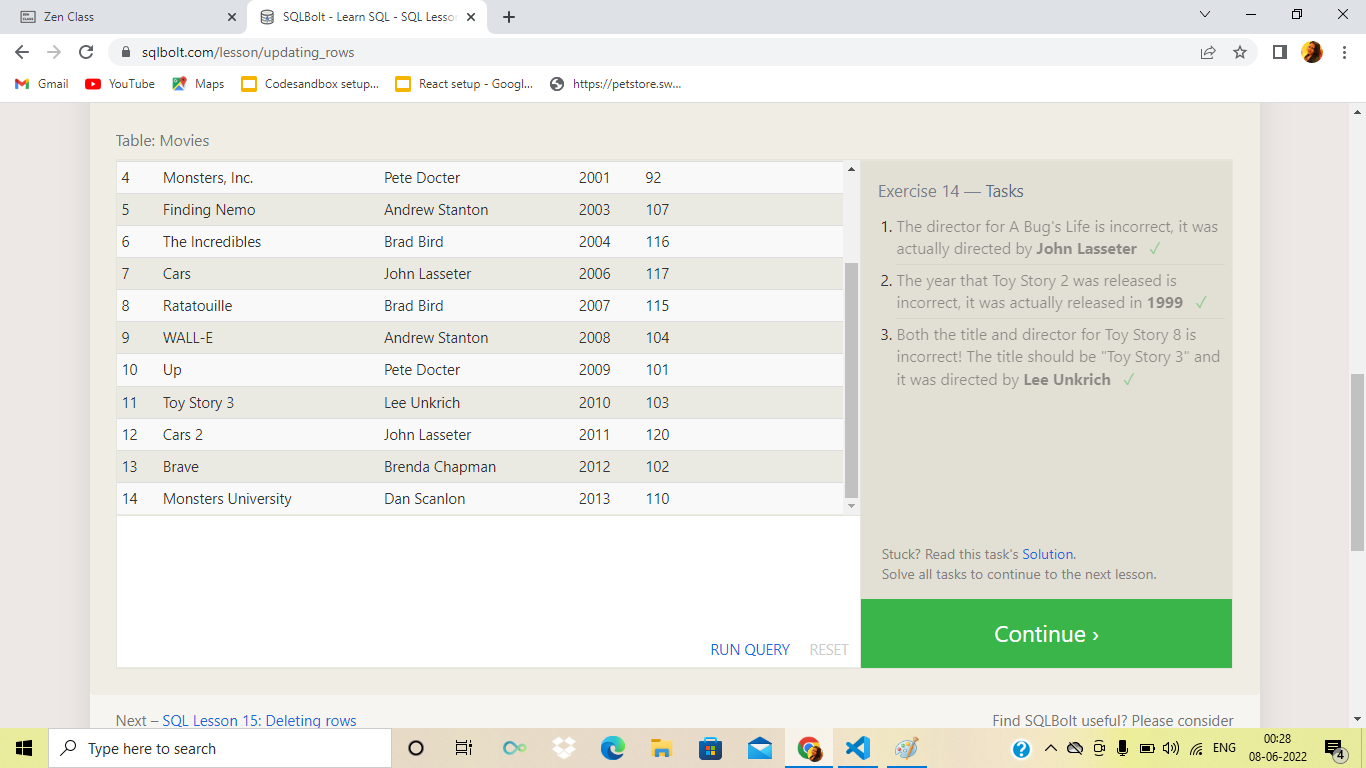 Zen Class
SQLBolt - Learn SQL - SQL Lesson
sqlbolt.com/lesson/updating_rows
Gmail YouTube Maps Codesandbox setup... React setup - Googl... https://petstore.sw...
Table: Movies
4 Monsters, Inc. Pete Docter 2001 92
5 Finding Nemo Andrew Stanton 2003 107
6 The Incredibles Brad Bird 2004 116
7 Cars John Lasseter 2006 117
8 Ratatouille Brad Bird 2007 115
9 WALL-E Andrew Stanton 2008 104
10 Up Pete Docter 2009 101
11 Toy Story 3 Lee Unkrich 2010 103
12 Cars 2 John Lasseter 2011 120
13 Brave Brenda Chapman 2012 102
14 Monsters University Dan Scanlon 2013 110
RUN QUERY RESET
Exercise 14 — Tasks
1. The director for A Bug's Life is incorrect, it was
actually directed by John Lasseter ✓
2. The year that Toy Story 2 was released is
incorrect, it was actually released in 1999 ✓
3. Both the title and director for Toy Story 8 is
incorrect! The title should be "Toy Story 3" and
it was directed by Lee Unkrich ✓
Stuck? Read this task's Solution.
Solve all tasks to continue to the next lesson.
Continue ›
Next – SQL Lesson 15: Deleting rows
Find SQLBolt useful? Please consider
Type here to search
ENG
00:28
08-06-2022
4